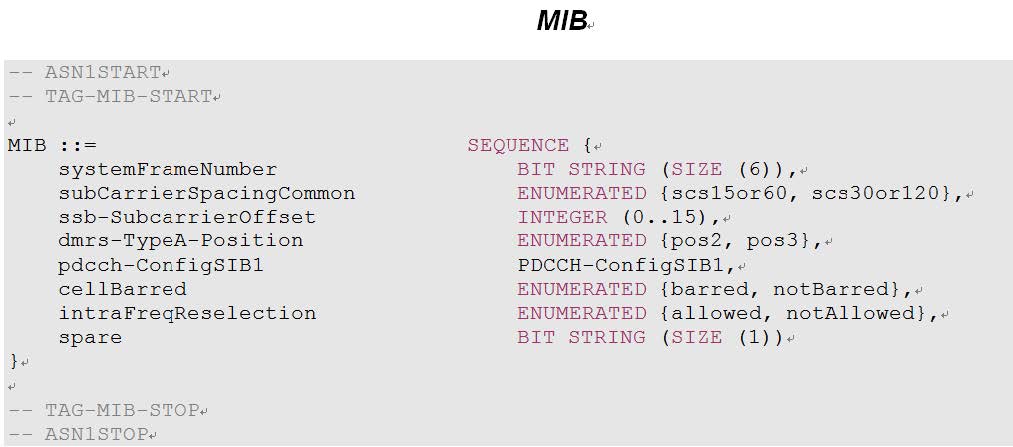 MIB
-- ASN1START
-- TAG-MIB-START
MIB ::= SEQUENCE {
systemFrameNumber BIT STRING (SIZE (6)),
subCarrierSpacingCommon ENUMERATED {scs15or60, scs30or120},
ssb-SubcarrierOffset INTEGER (0..15),
dmrs-TypeA-Position ENUMERATED {pos2, pos3},
pdcch-ConfigSIB1 PDCCH-ConfigSIB1,
cellBarred ENUMERATED {barred, notBarred},
intraFreqReselection ENUMERATED {allowed, notAllowed},
spare BIT STRING (SIZE (1))
}
-- TAG-MIB-STOP
-- ASN1STOP